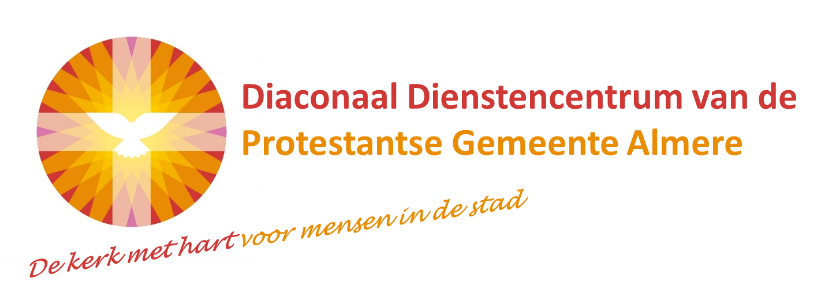 Diaconaal Dienstencentrum van de
Protestantse Gemeente Almere
De kerk met hart voor mensen in de stad